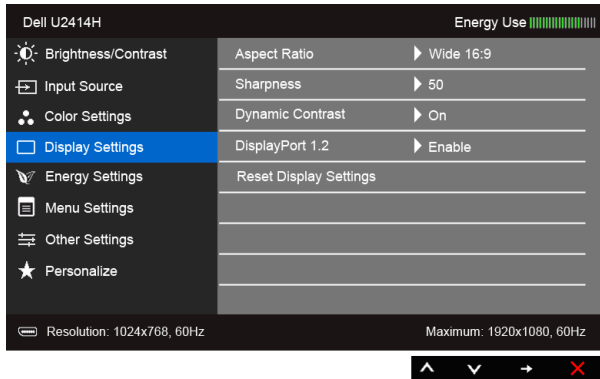 Dell U2414H Energy Use
Brightness/Contrast Aspect Ratio Wide 16:9
Input Source Sharpness 50
Color Settings Dynamic Contrast On
Display Settings DisplayPort 1.2 Enable
Energy Settings Reset Display Settings
Menu Settings
Other Settings
Personalize
Resolution: 1024x768, 60Hz Maximum: 1920x1080, 60Hz